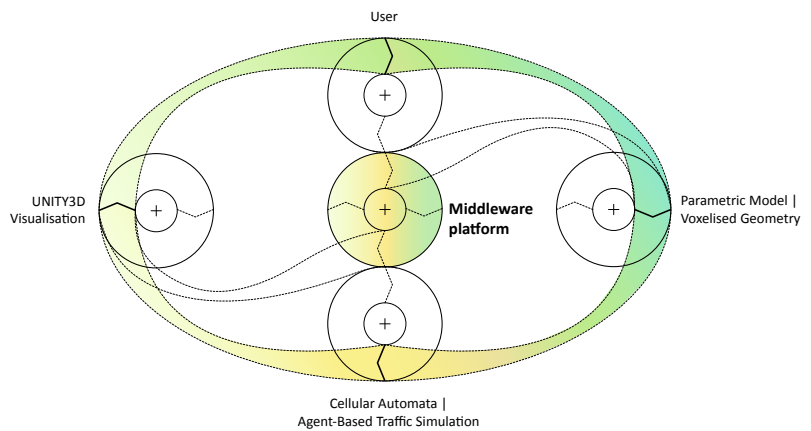 User
UNITY3D
Visualisation
Middleware
platform
Parametric Model |
Voxelised Geometry
Cellular Automata |
Agent-Based Traffic Simulation